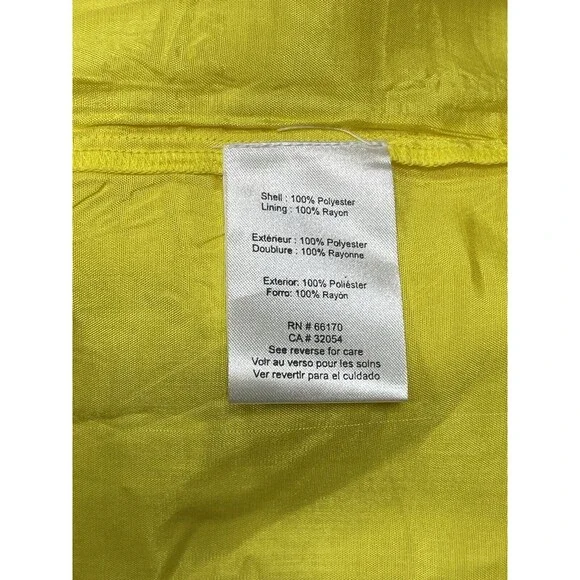 Shell : 100% Polyester
Lining : 100% Rayon
Extérieur : 100% Polyester
Doublure : 100% Rayonne
Exterior: 100% Poliéster
Forro: 100% Rayón
RN # 66170
CA # 32054
See reverse for care
Voir au verso pour les soins
Ver revertir para el cuidado